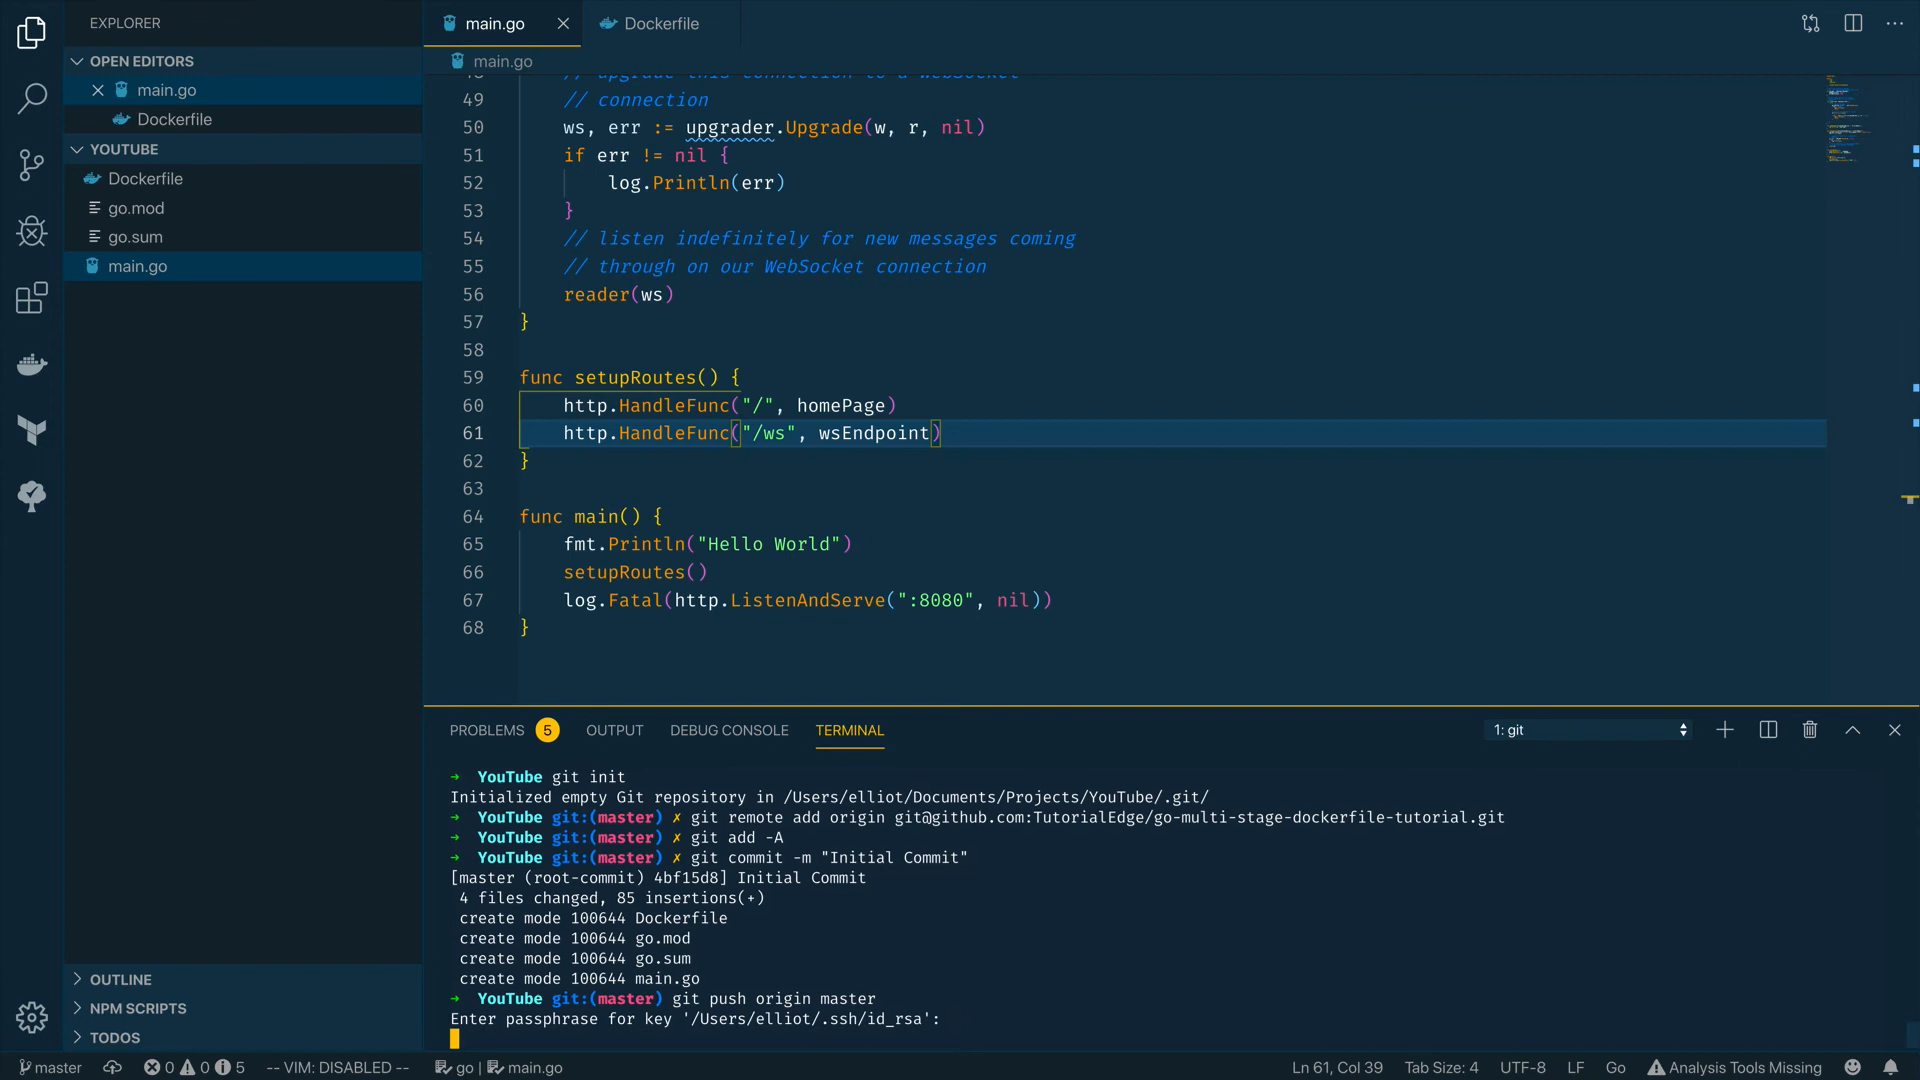 EXPLORER
OPEN EDITORS
main.go
Dockerfile
YOUTUBE
Dockerfile
go.mod
go.sum
main.go
OUTLINE
NPM SCRIPTS
TODOS
main.go
Dockerfile
main.go
// upgrade this connection to a WebSocket
49 // connection
50 ws, err := upgrader.Upgrade(w, r, nil)
51 if err != nil {
52 log.Println(err)
53 }
54 // listen indefinitely for new messages coming
55 // through on our WebSocket connection
56 reader(ws)
57 }
58
59 func setupRoutes() {
60 http.HandleFunc("/", homePage)
61 http.HandleFunc("/ws", wsEndpoint)
62 }
63
64 func main() {
65 fmt.Println("Hello World")
66 setupRoutes()
67 log.Fatal(http.ListenAndServe(":8080", nil))
68 }
PROBLEMS 5 OUTPUT DEBUG CONSOLE TERMINAL 1: git
→ YouTube git init
Initialized empty Git repository in /Users/elliot/Documents/Projects/YouTube/.git/
→ YouTube git:(master) ✗ git remote add origin git@github.com:TutorialEdge/go-multi-stage-dockerfile-tutorial.git
→ YouTube git:(master) ✗ git add -A
→ YouTube git:(master) ✗ git commit -m "Initial Commit"
[master (root-commit) 4bf15d8] Initial Commit
4 files changed, 85 insertions(+)
create mode 100644 Dockerfile
create mode 100644 go.mod
create mode 100644 go.sum
create mode 100644 main.go
→ YouTube git:(master) git push origin master
Enter passphrase for key '/Users/elliot/.ssh/id_rsa':
master 0 0 5 -- VIM: DISABLED -- go main.go Ln 61, Col 39 Tab Size: 4 UTF-8 LF Go Analysis Tools Missing